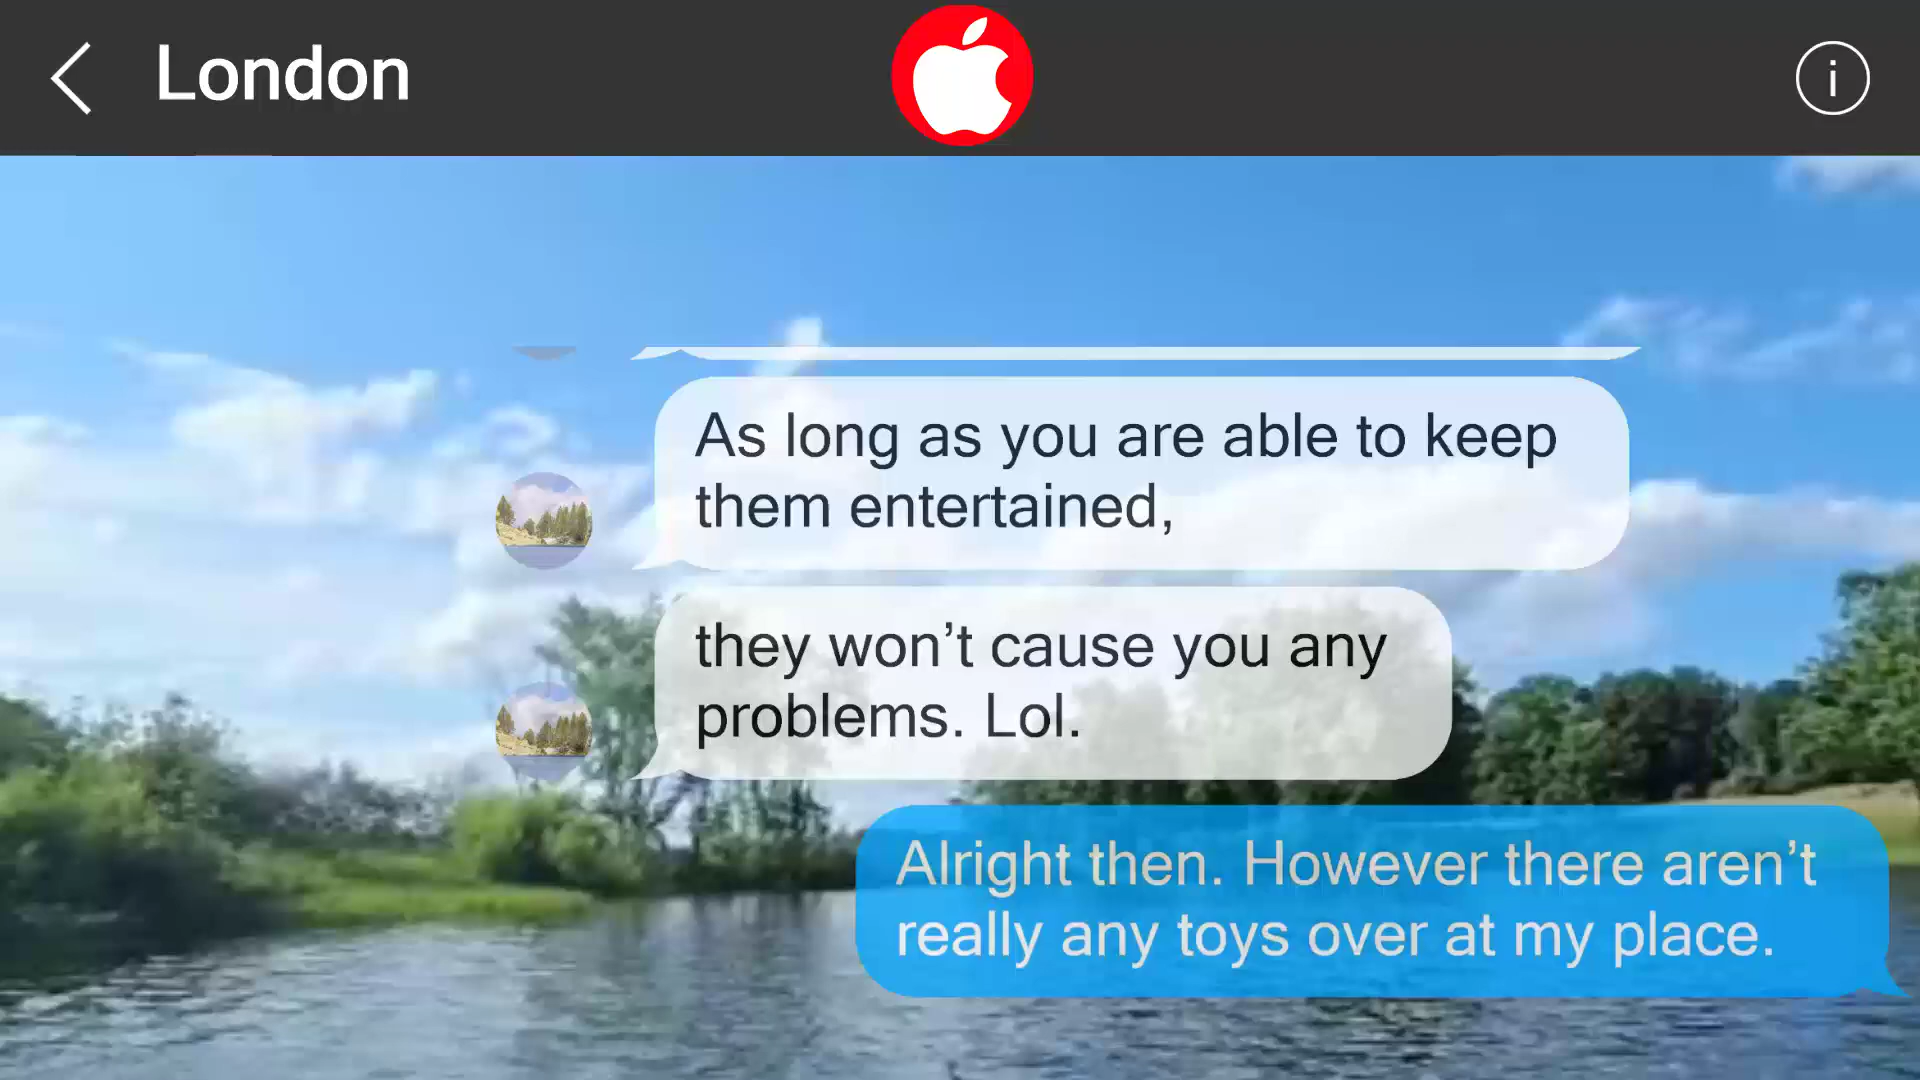 London
i
As long as you are able to keep
them entertained,
they won’t cause you any
problems. Lol.
Alright then. However there aren’t
really any toys over at my place.